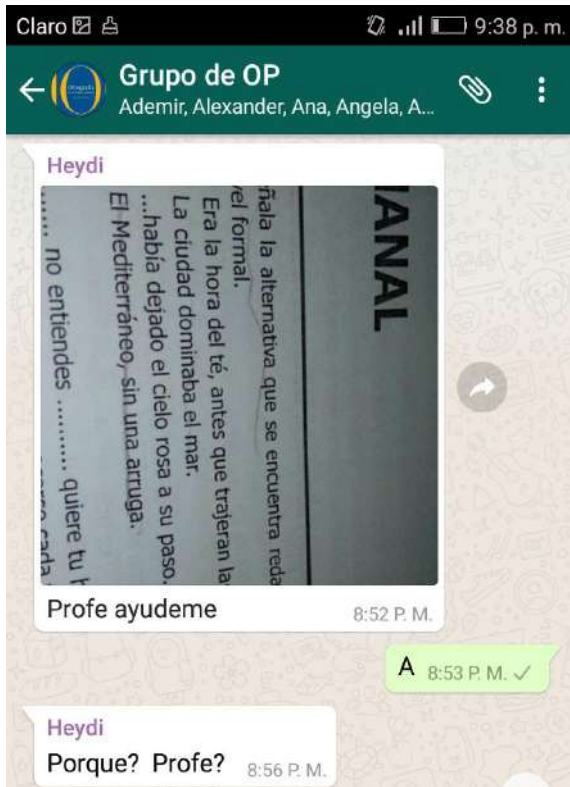 Claro 9:38 p. m.
Grupo de OP
Ademir, Alexander, Ana, Angela, A...
Heydi
IANAL
ñala la alternativa que se encuentra reda
vel formal.
Era la hora del té, antes que trajeran la
La ciudad dominaba el mar.
...había dejado el cielo rosa a su paso.
El Mediterráneo, sin una arruga.
...... no entiendes .......... quiere tu h
cada
Profe ayudeme 8:52 P. M.
A 8:53 P. M.
Heydi
Porque? Profe? 8:56 P. M.